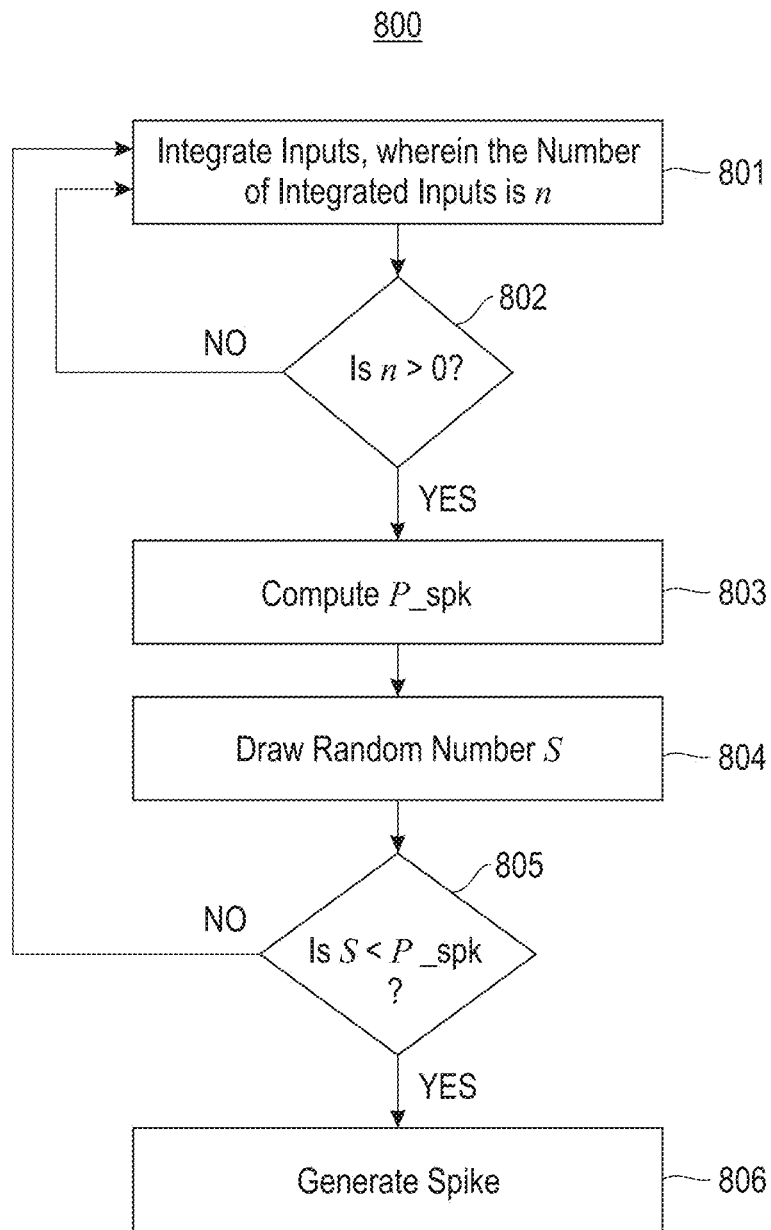 800
Integrate Inputs, wherein the Number
of Integrated Inputs is n
801
802
NO
Is n > 0?
YES
Compute P_spk
803
Draw Random Number S
804
805
NO
Is S < P_spk
?
YES
Generate Spike
806